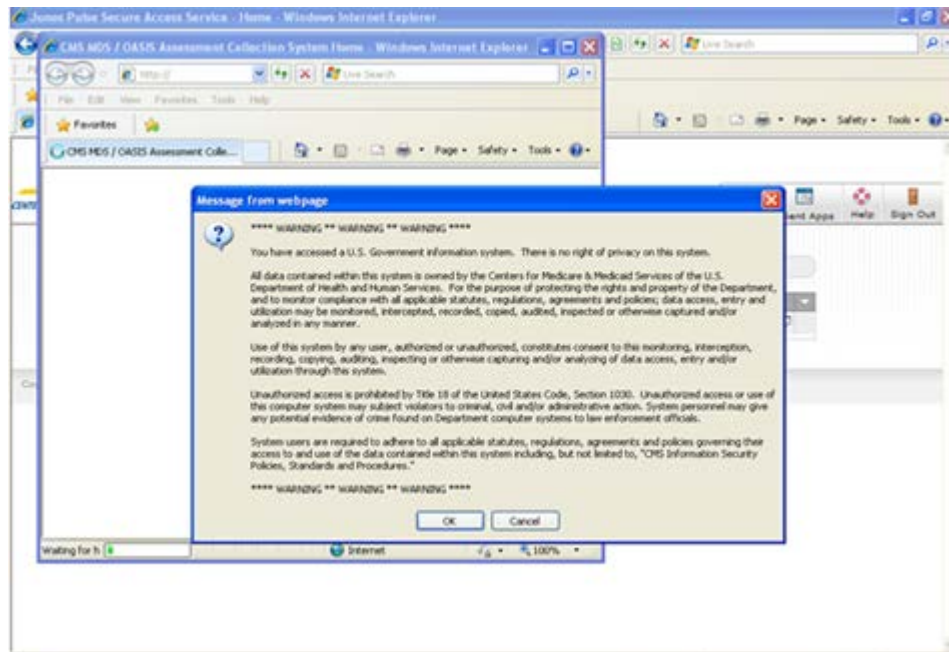 Junos Pulse Secure Access Service - Home - Windows Internet Explorer
CMS MDS / OASIS Assessment Collection System Home - Windows Internet Explorer
http://
Live Search
Live Search
File Edit View Favorites Tools Help
Favorites
Page Safety Tools
CMS MDS / OASIS Assessment Colle...
Page Safety Tools
Help
Sign Out
Message from webpage
**** WARNING ** WARNING ** WARNING ****
You have accessed a U.S. Government information system. There is no right of privacy on this system.
All data contained within this system is owned by the Centers for Medicare & Medicaid Services of the U.S.
Department of Health and Human Services. For the purpose of protecting the rights and property of the Department,
and to monitor compliance with all applicable statutes, regulations, agreements and policies; data access, entry and
utilization may be monitored, intercepted, recorded, copied, audited, inspected or otherwise captured and/or
analyzed in any manner.
Use of this system by any user, authorized or unauthorized, constitutes consent to this monitoring, interception,
recording, copying, auditing, inspecting or otherwise capturing and/or analyzing of data access, entry and/or
utilization through this system.
Unauthorized access is prohibited by Title 18 of the United States Code, Section 1030. Unauthorized access or use of
this computer system may subject violators to criminal, civil and/or administrative action. System personnel may give
any potential evidence of crime found on Department computer systems to law enforcement officials.
System users are required to adhere to all applicable statutes, regulations, agreements and policies governing their
access to and use of the data contained within this system including, but not limited to, "CMS Information Security
Policies, Standards and Procedures."
**** WARNING ** WARNING ** WARNING ****
OK Cancel
Waiting for h
Internet
100%